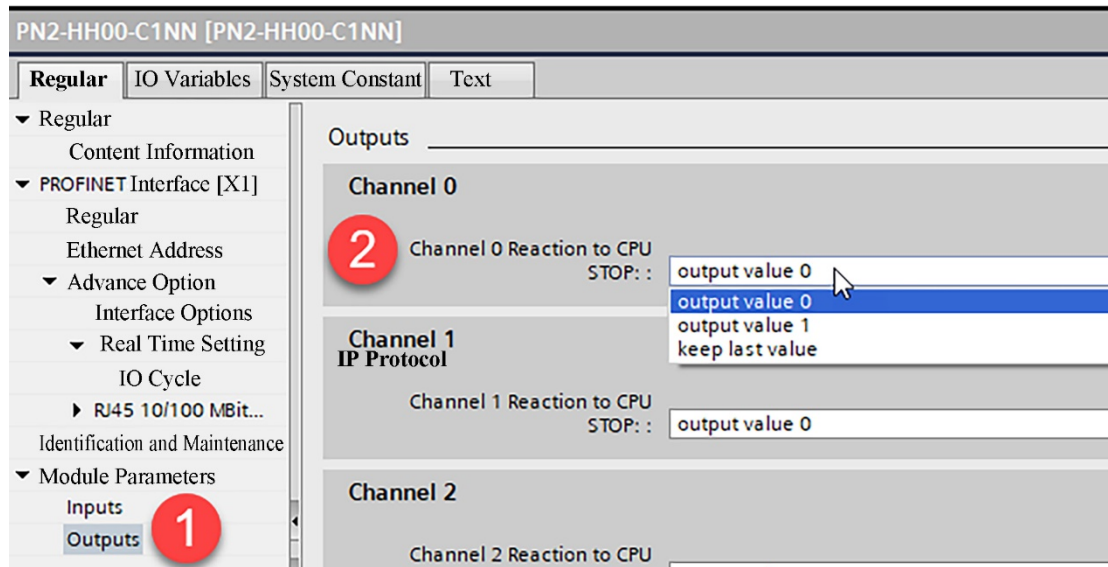 PN2-HH00-C1NN [PN2-HH00-C1NN]
Regular IO Variables System Constant Text
Regular
Content Information
PROFINET Interface [X1]
Regular
Ethernet Address
Advance Option
Interface Options
Real Time Setting
IO Cycle
RJ45 10/100 MBit...
Identification and Maintenance
Module Parameters
Inputs
Outputs
1
Outputs
Channel 0
2
Channel 0 Reaction to CPU
STOP: : output value 0
output value 0
output value 1
keep last value
Channel 1
IP Protocol
Channel 1 Reaction to CPU
STOP: : output value 0
Channel 2
Channel 2 Reaction to CPU